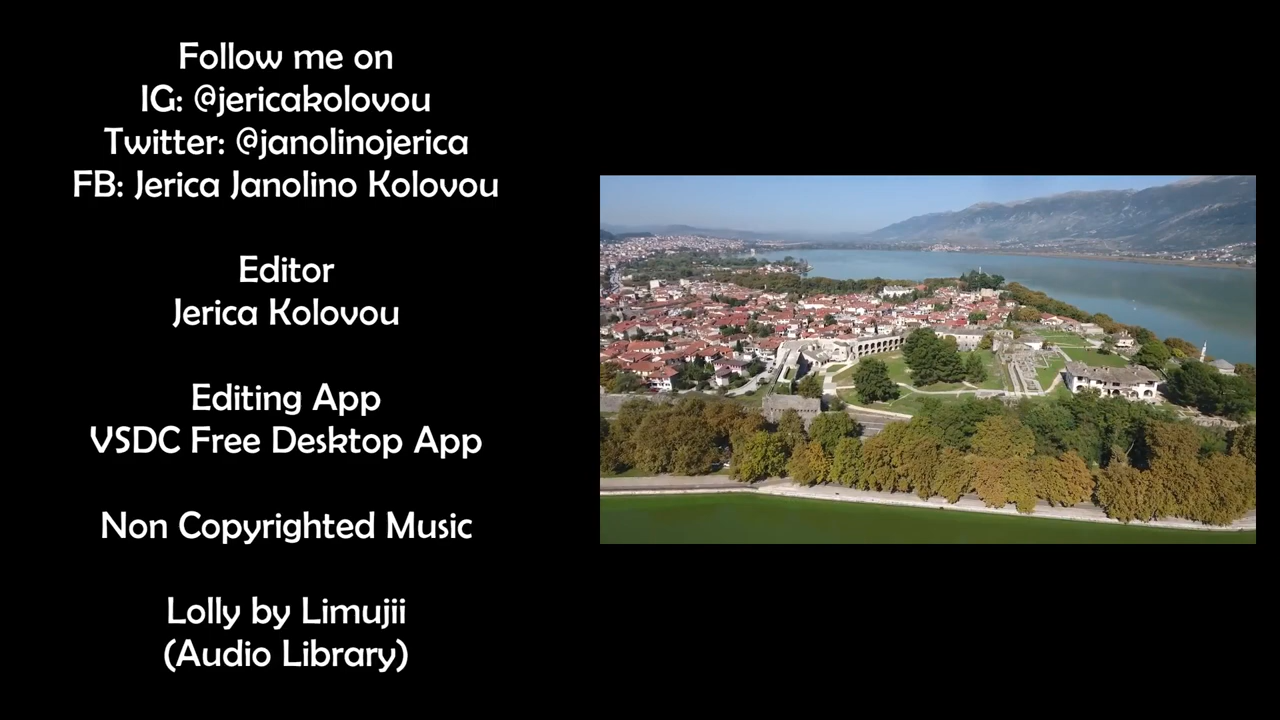 Follow me on
IG: @jericakolovou
Twitter: @janolinojerica
FB: Jerica Janolino Kolovou
Editor
Jerica Kolovou
Editing App
VSDC Free Desktop App
Non Copyrighted Music
Lolly by Limujii
(Audio Library)